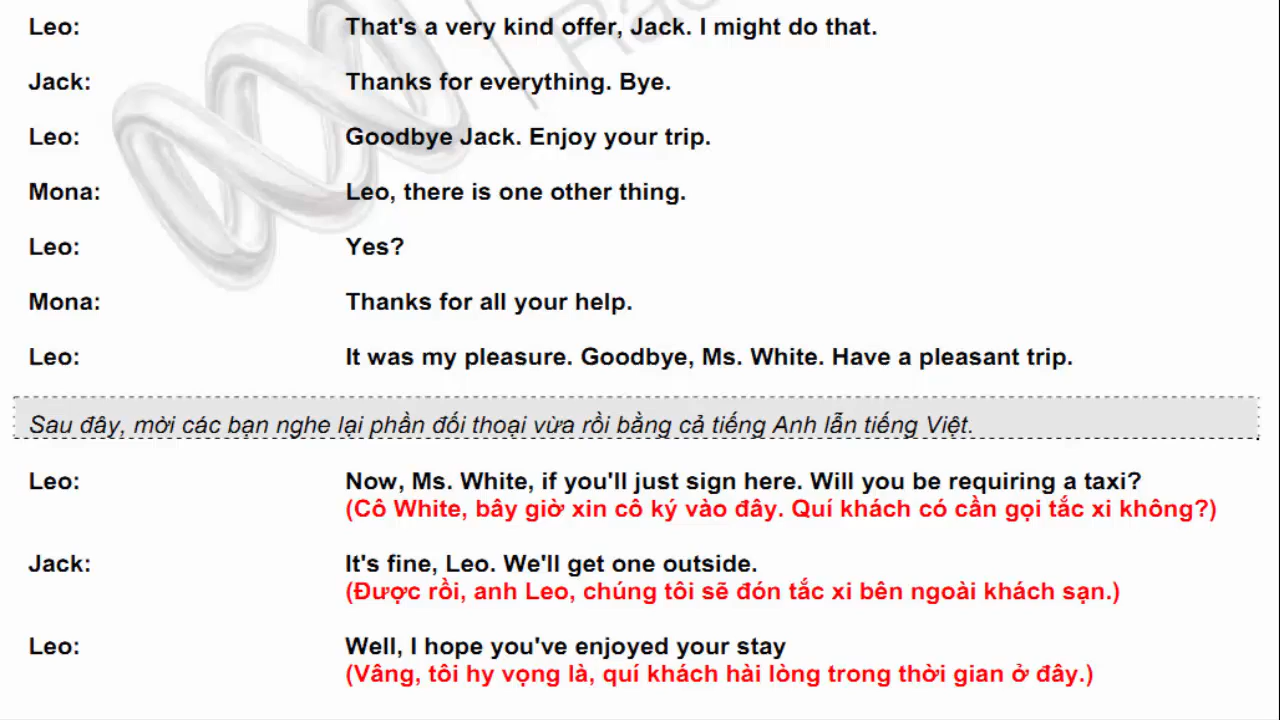 Leo: That's a very kind offer, Jack. I might do that.
Jack: Thanks for everything. Bye.
Leo: Goodbye Jack. Enjoy your trip.
Mona: Leo, there is one other thing.
Leo: Yes?
Mona: Thanks for all your help.
Leo: It was my pleasure. Goodbye, Ms. White. Have a pleasant trip.
Sau đây, mời các bạn nghe lại phần đối thoại vừa rồi bằng cả tiếng Anh lẫn tiếng Việt.
Leo: Now, Ms. White, if you'll just sign here. Will you be requiring a taxi?
(Cô White, bây giờ xin cô ký vào đây. Quí khách có cần gọi tắc xi không?)
Jack: It's fine, Leo. We'll get one outside.
(Được rồi, anh Leo, chúng tôi sẽ đón tắc xi bên ngoài khách sạn.)
Leo: Well, I hope you've enjoyed your stay
(Vâng, tôi hy vọng là, quí khách hài lòng trong thời gian ở đây.)